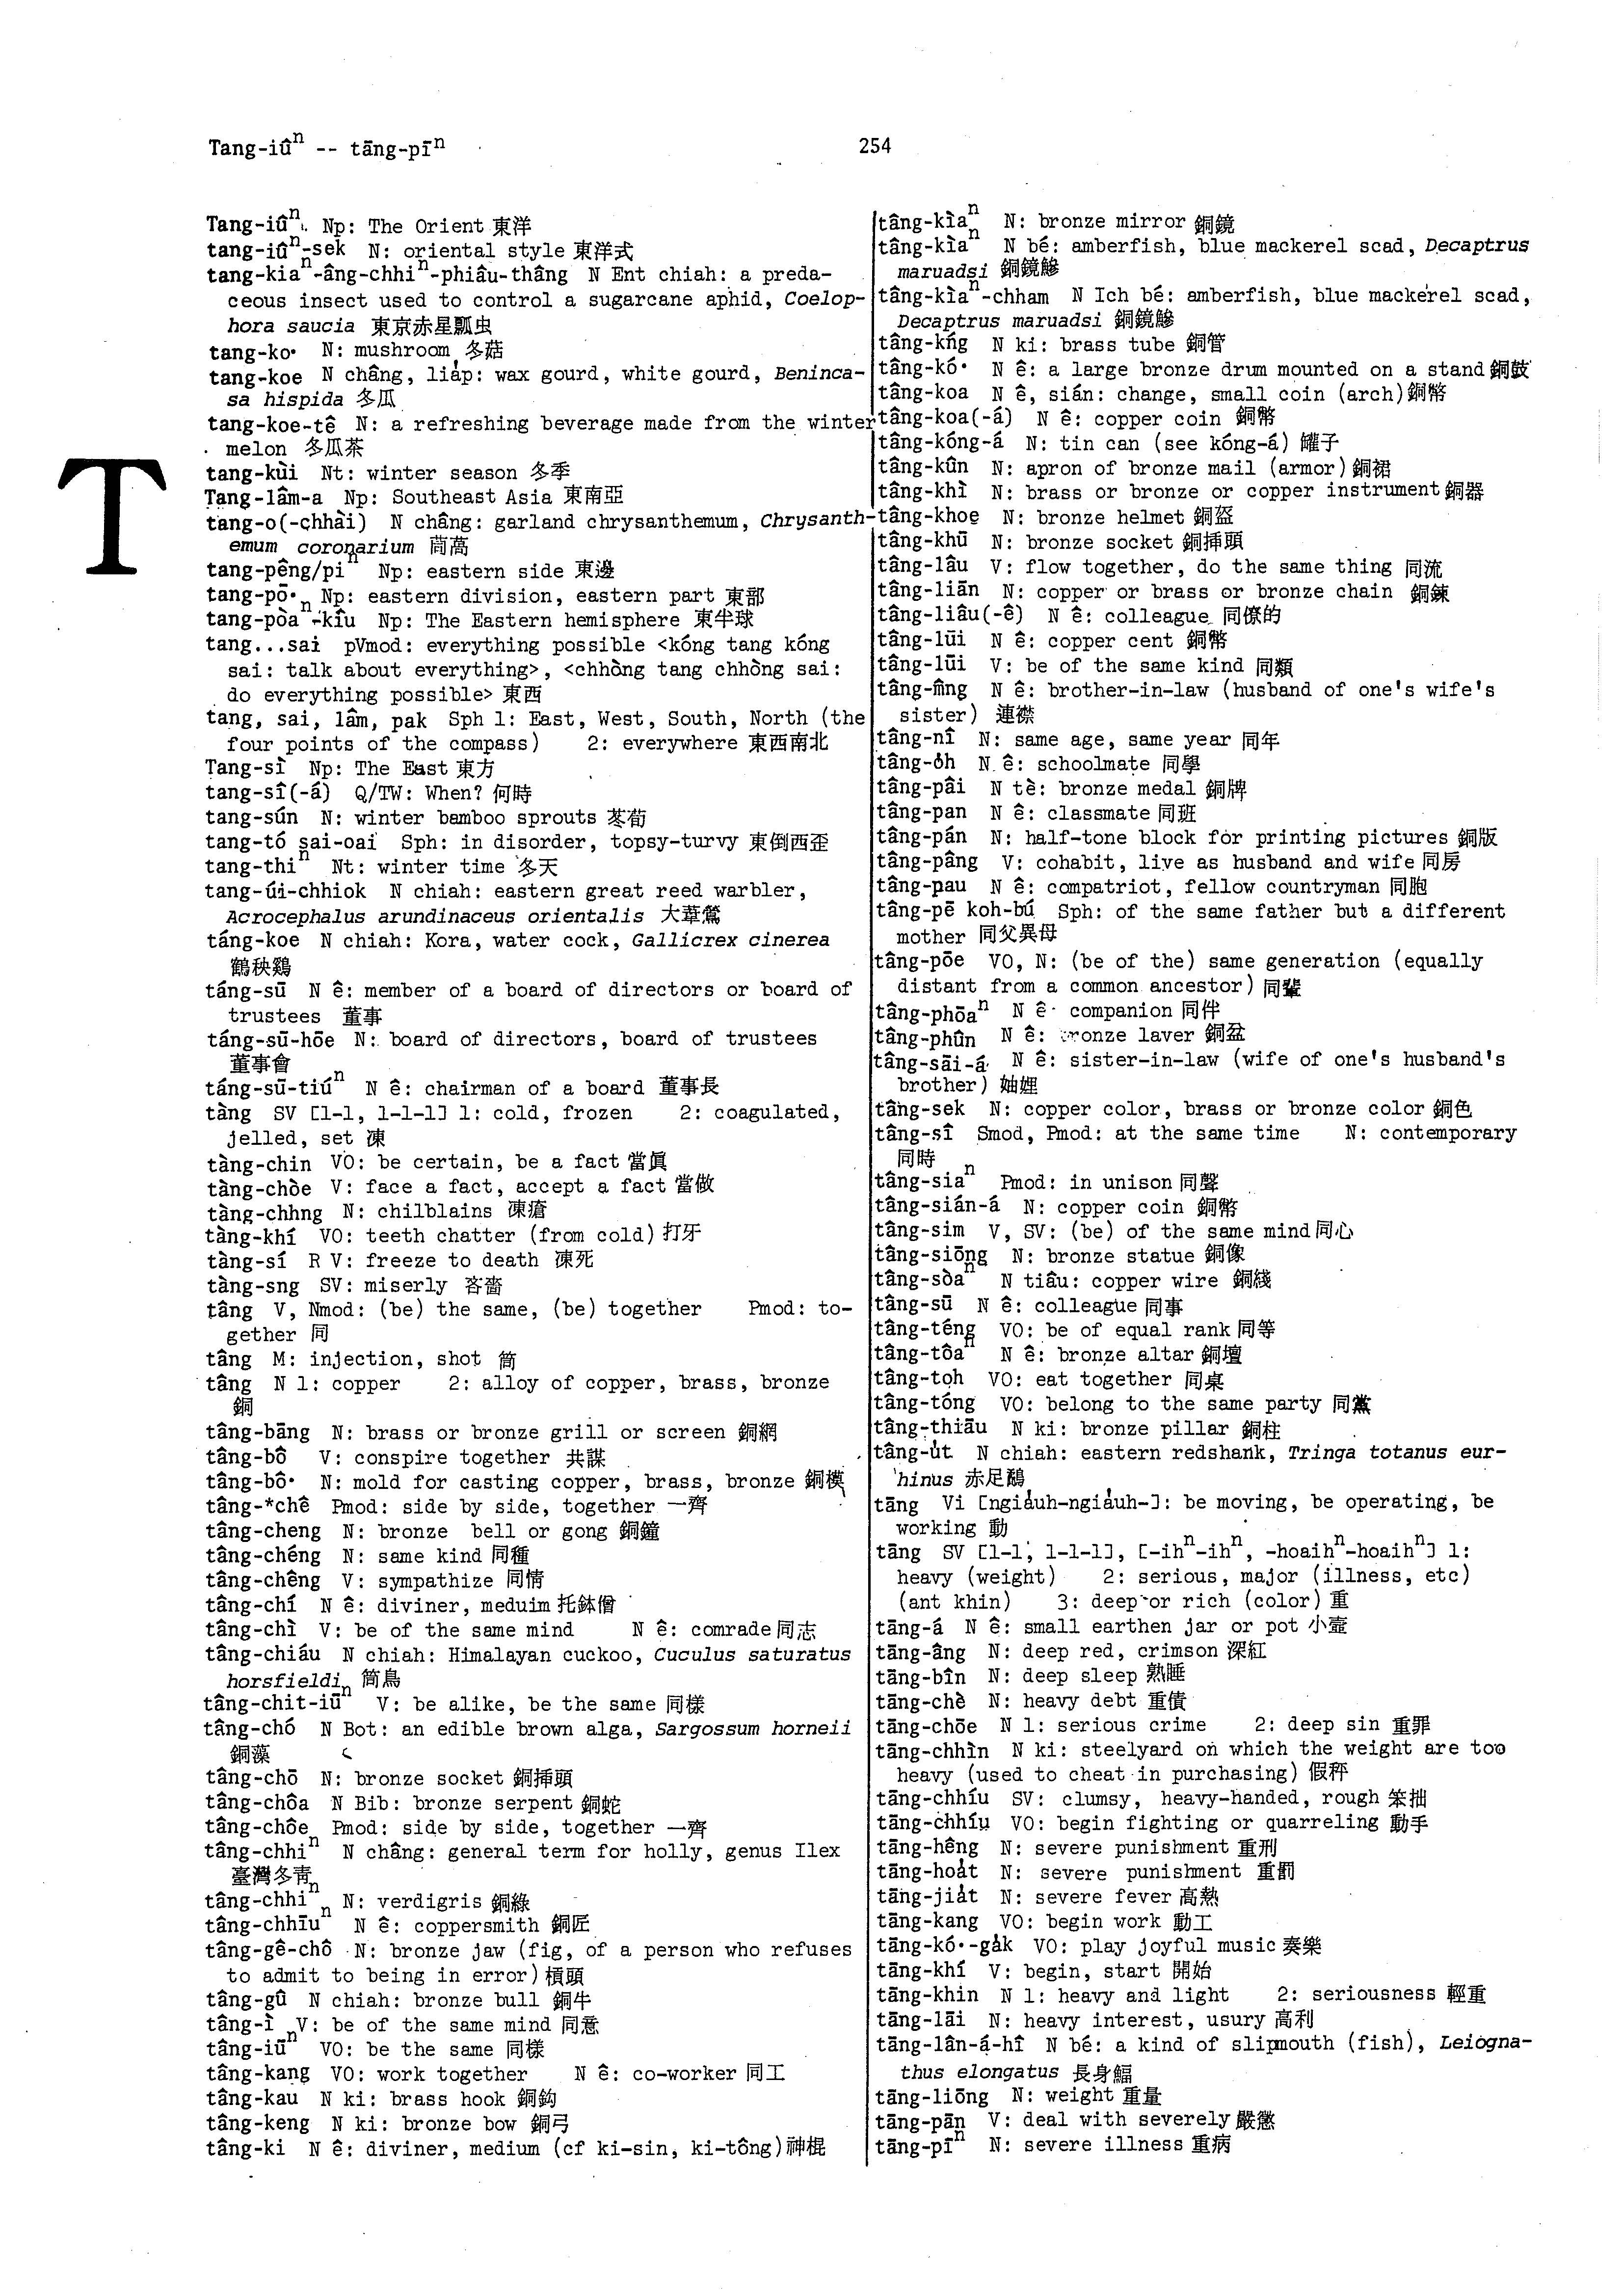 Tang-iûⁿ -- tāng-pīⁿ
254
T
Tang-iûⁿ Np: The Orient 東洋
tang-iûⁿ-sek N: oriental style 東洋式
tang-kiaⁿ-âng-chhiⁿ-phiâu-thâng N Ent chiah: a preda-
ceous insect used to control a sugarcane aphid, Coelop-
hora saucia 東京赤星瓢虫
tang-ko· N: mushroom 冬菇
tang-koe N châng, lia̍p: wax gourd, white gourd, Beninca-
sa hispida 冬瓜
tang-koe-tê N: a refreshing beverage made from the winter
melon 冬瓜茶
tang-kùi Nt: winter season 冬季
Tang-lâm-a Np: Southeast Asia 東南亞
tang-o(-chhài) N châng: garland chrysanthemum, Chrysanth-
emum coronarium 茼萵
tang-pêng/piⁿ Np: eastern side 東邊
tang-pō· Np: eastern division, eastern part 東部
tang-pòaⁿ-kîu Np: The Eastern hemisphere 東半球
tang...sai pVmod: everything possible <kóng tang kóng
sai: talk about everything>, <chhòng tang chhòng sai:
do everything possible> 東西
tang, sai, lâm, pak Sph 1: East, West, South, North (the
four points of the compass) 2: everywhere 東西南北
Tang-sì Np: The East 東方
tang-sî(-á) Q/TW: When? 何時
tang-sún N: winter bamboo sprouts 苳荀
tang-tó sai-oai Sph: in disorder, topsy-turvy 東倒西歪
tang-thiⁿ Nt: winter time 冬天
tang-úi-chhiok N chiah: eastern great reed warbler,
Acrocephalus arundinaceus orientalis 大葦鶯
táng-koe N chiah: Kora, water cock, Gallicrex cinerea
鶴秧鷄
táng-sū N ê: member of a board of directors or board of
trustees 董事
táng-sū-hōe N: board of directors, board of trustees
董事會
táng-sū-tiúⁿ N ê: chairman of a board 董事長
tàng SV [1-1, 1-1-1] 1: cold, frozen 2: coagulated,
jelled, set 凍
tàng-chin VO: be certain, be a fact 當眞
tàng-chòe V: face a fact, accept a fact 當做
tàng-chhng N: chilblains 凍瘡
tàng-khí VO: teeth chatter (from cold) 打牙
tàng-sí R V: freeze to death 凍死
tàng-sng SV: miserly 吝嗇
tâng V, Nmod: (be) the same, (be) together Pmod: to-
gether 同
tâng M: injection, shot 筒
tâng N 1: copper 2: alloy of copper, brass, bronze
銅
tâng-bāng N: brass or bronze grill or screen 銅網
tâng-bô V: conspire together 共謀
tâng-bô· N: mold for casting copper, brass, bronze 銅模
tâng-*chê Pmod: side by side, together 一齊
tâng-cheng N: bronze bell or gong 銅鐘
tâng-chéng N: same kind 同種
tâng-chêng V: sympathize 同情
tâng-chí N ê: diviner, meduim 托鉢僧
tâng-chì V: be of the same mind N ê: comrade 同志
tâng-chiáu N chiah: Himalayan cuckoo, Cuculus saturatus
horsfieldi 筒鳥
tâng-chit-iūⁿ V: be alike, be the same 同樣
tâng-chó N Bot: an edible brown alga, Sargossum horneii
銅藻
tâng-chō N: bronze socket 銅挿頭
tâng-chôa N Bib: bronze serpent 銅蛇
tâng-chôe Pmod: side by side, together 一齊
tâng-chhiⁿ N châng: general term for holly, genus Ilex
臺灣冬靑
tâng-chhiⁿ N: verdigris 銅綠
tâng-chhīuⁿ N ê: coppersmith 銅匠
tâng-gê-chô N: bronze jaw (fig, of a person who refuses
to admit to being in error) 槓頭
tâng-gû N chiah: bronze bull 銅牛
tâng-ì V: be of the same mind 同意
tâng-iūⁿ VO: be the same 同樣
tâng-kang VO: work together N ê: co-worker 同工
tâng-kau N ki: brass hook 銅鈎
tâng-keng N ki: bronze bow 銅弓
tâng-ki N ê: diviner, medium (cf ki-sin, ki-tông) 神棍
tâng-kìaⁿ N: bronze mirror 銅鏡
tâng-kìaⁿ N bé: amberfish, blue mackerel scad, Decaptrus
maruadsi 銅鏡鰺
tâng-kìaⁿ-chham N Ich bé: amberfish, blue mackerel scad,
Decaptrus maruadsi 銅鏡鰺
tâng-kńg N ki: brass tube 銅管
tâng-kó· N ê: a large bronze drum mounted on a stand 銅鼓
tâng-koa N ê, sián: change, small coin (arch) 銅幣
tâng-koa(-á) N ê: copper coin 銅幣
tâng-kóng-á N: tin can (see kóng-á) 罐子
tâng-kûn N: apron of bronze mail (armor) 銅裙
tâng-khì N: brass or bronze or copper instrument 銅器
tâng-khoe N: bronze helmet 銅盔
tâng-khū N: bronze socket 銅挿頭
tâng-lâu V: flow together, do the same thing 同流
tâng-liān N: copper or brass or bronze chain 銅鍊
tâng-liâu(-ê) N ê: colleague 同僚的
tâng-lūi N ê: copper cent 銅幣
tâng-lūi V: be of the same kind 同類
tâng-mn̂g N ê: brother-in-law (husband of one's wife's
sister) 連襟
tâng-nî N: same age, same year 同年
tâng-o̍h N ê: schoolmate 同學
tâng-pâi N tè: bronze medal 銅牌
tâng-pan N ê: classmate 同班
tâng-pán N: half-tone block for printing pictures 銅版
tâng-pâng V: cohabit, live as husband and wife 同房
tâng-pau N ê: compatriot, fellow countryman 同胞
tâng-pē koh-bú Sph: of the same father but a different
mother 同父異母
tâng-pōe VO, N: (be of the) same generation (equally
distant from a common ancestor) 同輩
tâng-phōaⁿ N ê: companion 同伴
tâng-phûn N ê: bronze laver 銅盆
tâng-sāi-á N ê: sister-in-law (wife of one's husband's
brother) 妯娌
tâng-sek N: copper color, brass or bronze color 銅色
tâng-sî Smod, Pmod: at the same time N: contemporary
同時
tâng-siaⁿ Pmod: in unison 同聲
tâng-sián-á N: copper coin 銅幣
tâng-sim V, SV: (be) of the same mind 同心
tâng-siōng N: bronze statue 銅像
tâng-sòaⁿ N tiâu: copper wire 銅綫
tâng-sū N ê: colleague 同事
tâng-téng VO: be of equal rank 同等
tâng-tôaⁿ N ê: bronze altar 銅壇
tâng-toh VO: eat together 同桌
tâng-tóng VO: belong to the same party 同黨
tâng-thiāu N ki: bronze pillar 銅柱
tâng-u̍t N chiah: eastern redshank, Tringa totanus eur-
hinus 赤足鷸
tāng Vi [ngia̍uh-ngia̍uh-]: be moving, be operating, be
working 動
tāng SV [1-1, 1-1-1], [-ihⁿ-ihⁿ, -hoaihⁿ-hoaihⁿ] 1:
heavy (weight) 2: serious, major (illness, etc)
(ant khin) 3: deep or rich (color) 重
tāng-á N ê: small earthen jar or pot 小壺
tāng-âng N: deep red, crimson 深紅
tāng-bîn N: deep sleep 熟睡
tāng-chè N: heavy debt 重債
tāng-chōe N 1: serious crime 2: deep sin 重罪
tāng-chhìn N ki: steelyard on which the weight are too
heavy (used to cheat in purchasing) 假秤
tāng-chhíu SV: clumsy, heavy-handed, rough 笨拙
tāng-chhíu VO: begin fighting or quarreling 動手
tāng-hêng N: severe punishment 重刑
tāng-hoa̍t N: severe punishment 重罰
tāng-jia̍t N: severe fever 高熱
tāng-kang VO: begin work 動工
tāng-kó·-ga̍k VO: play joyful music 奏樂
tāng-khí V: begin, start 開始
tāng-khin N 1: heavy and light 2: seriousness 輕重
tāng-lāi N: heavy interest, usury 高利
tāng-lân-á-hî N bé: a kind of slipmouth (fish), Leiogna-
thus elongatus 長身鰏
tāng-liōng N: weight 重量
tāng-pān V: deal with severely 嚴懲
tāng-pīⁿ N: severe illness 重病